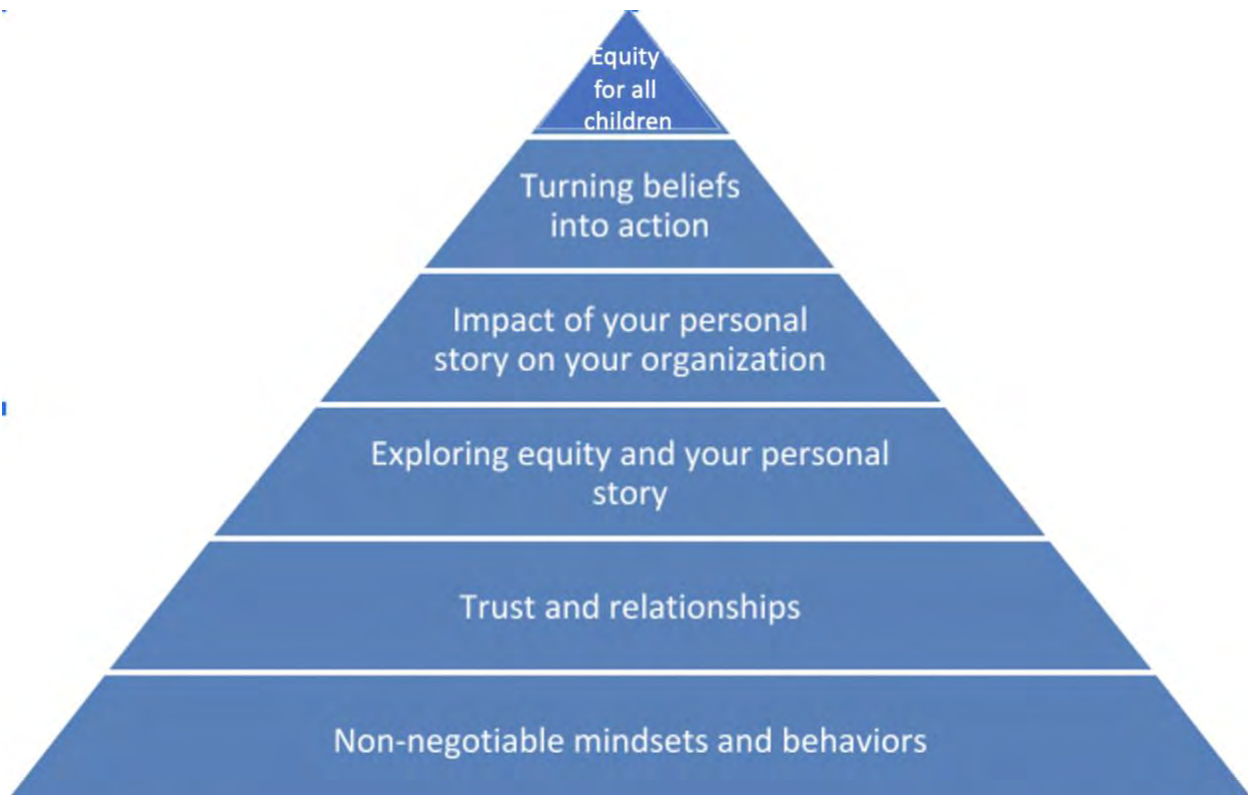 Equity
for all
children
Turning beliefs
into action
Impact of your personal
story on your organization
Exploring equity and your personal
story
Trust and relationships
Non-negotiable mindsets and behaviors